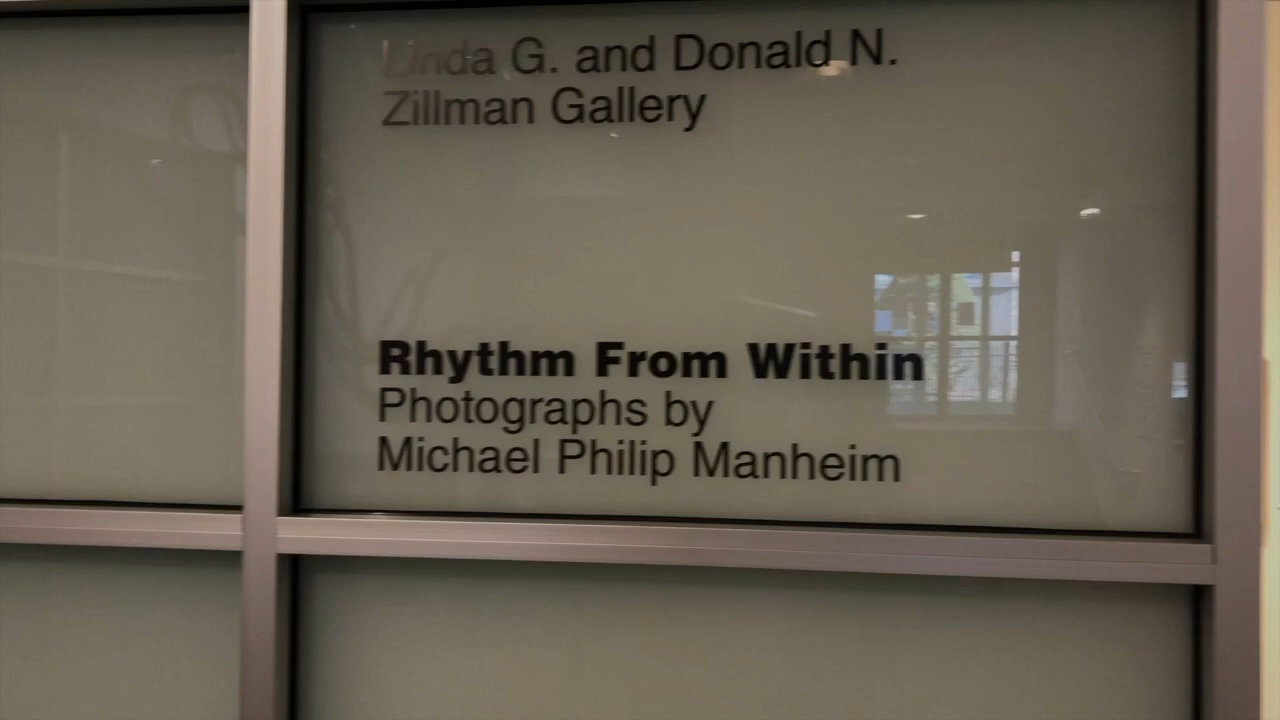 Linda G. and Donald N.
Zillman Gallery
Rhythm From Within
Photographs by
Michael Philip Manheim